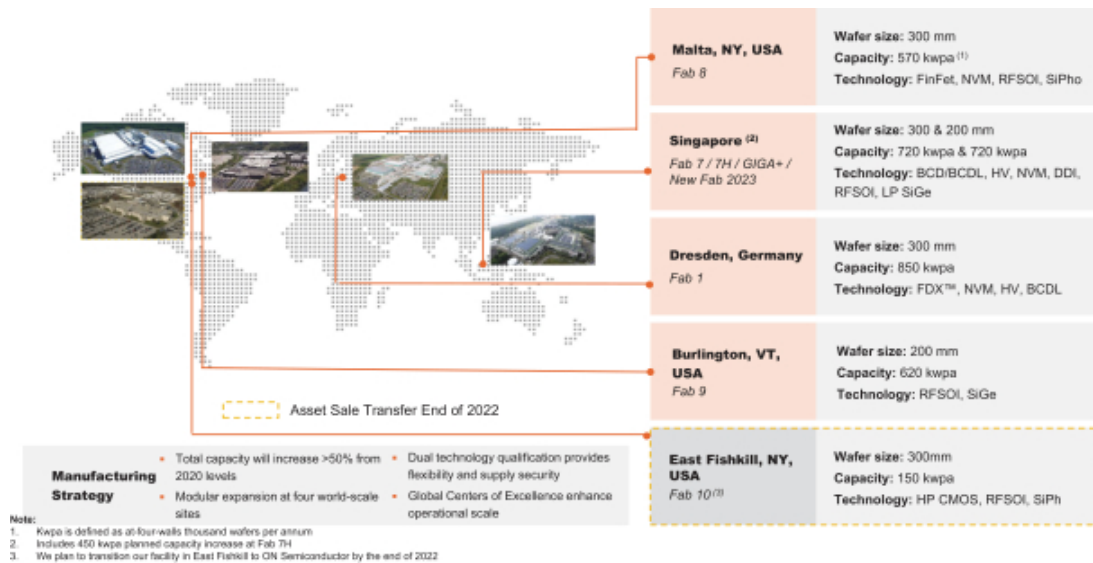 Malta, NY, USA
Fab 8
Wafer size: 300 mm
Capacity: 570 kwpa (1)
Technology: FinFet, NVM, RFSOI, SiPho
Singapore (2)
Fab 7 / 7H / GIGA+ /
New Fab 2023
Wafer size: 300 & 200 mm
Capacity: 720 kwpa & 720 kwpa
Technology: BCD/BCDL, HV, NVM, DDI,
RFSOI, LP SiGe
Dresden, Germany
Fab 1
Wafer size: 300 mm
Capacity: 850 kwpa
Technology: FDX™, NVM, HV, BCDL
Burlington, VT,
USA
Fab 9
Wafer size: 200 mm
Capacity: 620 kwpa
Technology: RFSOI, SiGe
Asset Sale Transfer End of 2022
East Fishkill, NY,
USA
Fab 10 (3)
Wafer size: 300mm
Capacity: 150 kwpa
Technology: HP CMOS, RFSOI, SiPh
Manufacturing
Strategy
Total capacity will increase >50% from
2020 levels
Modular expansion at four world-scale
sites
Dual technology qualification provides
flexibility and supply security
Global Centers of Excellence enhance
operational scale
Note:
1. Kwpa is defined as at-four-walls thousand wafers per annum
2. Includes 450 kwpa planned capacity increase at Fab 7H
3. We plan to transition our facility in East Fishkill to ON Semiconductor by the end of 2022